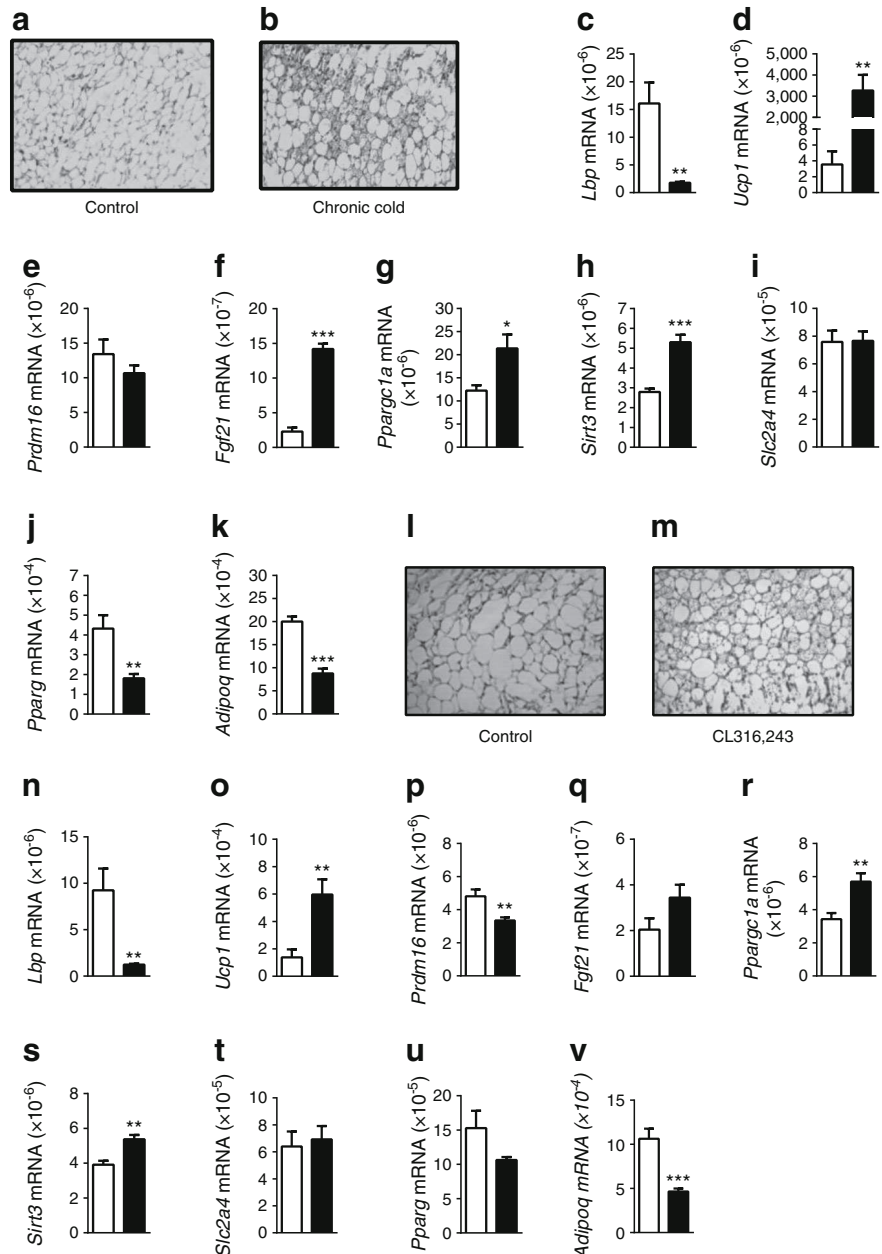 a
b
c
d
Control
Chronic cold
Lbp mRNA (×10⁻⁶)
25
20
15
10
5
0
**
Ucp1 mRNA (×10⁻⁶)
5,000
4,000
3,000
2,000
8
6
4
2
0
**
e
f
g
h
i
Prdm16 mRNA (×10⁻⁶)
20
15
10
5
0
Fgf21 mRNA (×10⁻⁷)
20
15
10
5
0
***
Ppargc1a mRNA
(×10⁻⁶)
30
25
20
15
10
5
0
*
Sirt3 mRNA (×10⁻⁶)
7
6
5
4
3
2
1
0
***
Slc2a4 mRNA (×10⁻⁵)
10
8
6
4
2
0
j
k
l
m
Pparg mRNA (×10⁻⁴)
7
6
5
4
3
2
1
0
**
Adipoq mRNA (×10⁻⁴)
30
25
20
15
10
5
0
***
Control
CL316,243
n
o
p
q
r
Lbp mRNA (×10⁻⁶)
15
10
5
0
**
Ucp1 mRNA (×10⁻⁴)
10
8
6
4
2
0
**
Prdm16 mRNA (×10⁻⁶)
8
6
4
2
0
**
Fgf21 mRNA (×10⁻⁷)
6
4
2
0
Ppargc1a mRNA
(×10⁻⁶)
8
6
4
2
0
**
s
t
u
v
Sirt3 mRNA (×10⁻⁶)
8
6
4
2
0
**
Slc2a4 mRNA (×10⁻⁵)
10
8
6
4
2
0
Pparg mRNA (×10⁻⁵)
20
15
10
5
0
Adipoq mRNA (×10⁻⁴)
15
10
5
0
***